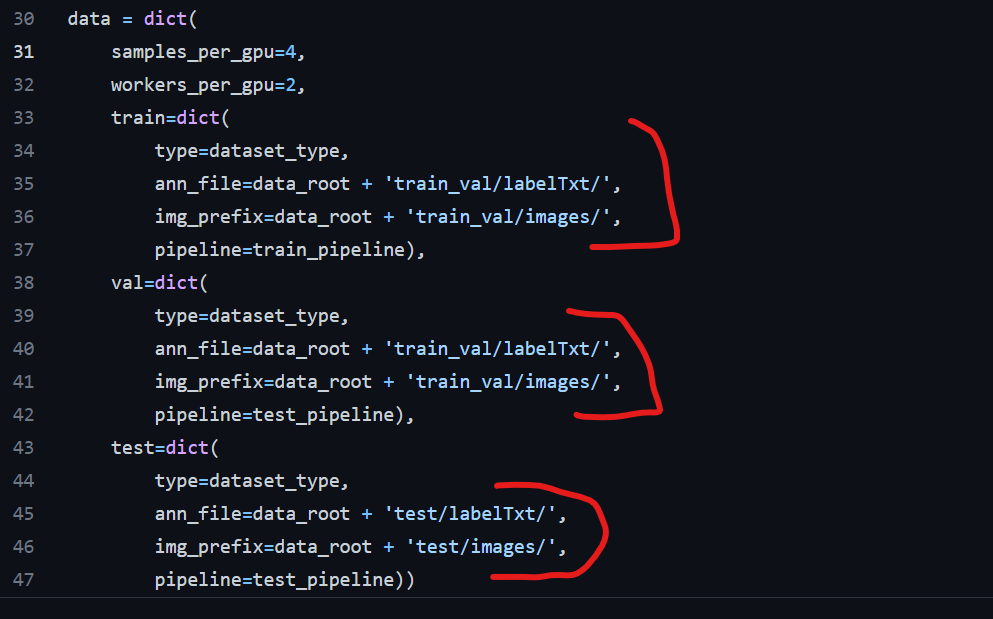 30 data = dict(
31 samples_per_gpu=4,
32 workers_per_gpu=2,
33 train=dict(
34 type=dataset_type,
35 ann_file=data_root + 'train_val/labelTxt/',
36 img_prefix=data_root + 'train_val/images/',
37 pipeline=train_pipeline),
38 val=dict(
39 type=dataset_type,
40 ann_file=data_root + 'train_val/labelTxt/',
41 img_prefix=data_root + 'train_val/images/',
42 pipeline=test_pipeline),
43 test=dict(
44 type=dataset_type,
45 ann_file=data_root + 'test/labelTxt/',
46 img_prefix=data_root + 'test/images/',
47 pipeline=test_pipeline))